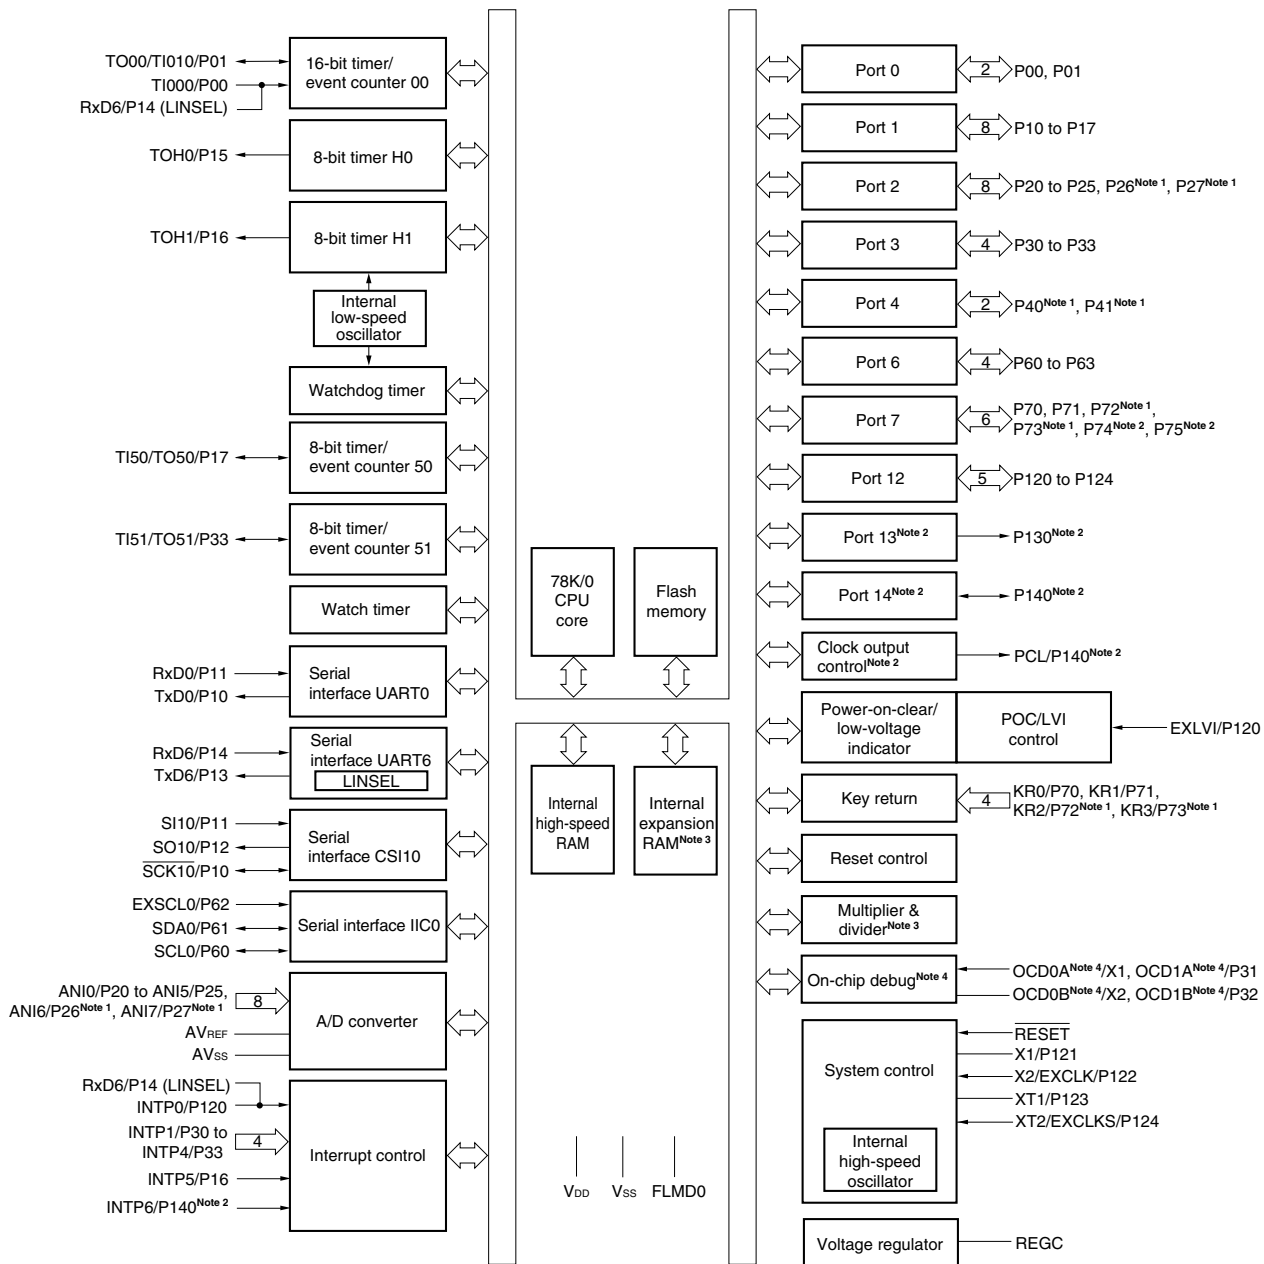 TO00/TI010/P01
TI000/P00
RxD6/P14 (LINSEL)
16-bit timer/
event counter 00
TOH0/P15
8-bit timer H0
TOH1/P16
8-bit timer H1
Internal
low-speed
oscillator
Watchdog timer
TI50/TO50/P17
8-bit timer/
event counter 50
TI51/TO51/P33
8-bit timer/
event counter 51
Watch timer
RxD0/P11
TxD0/P10
Serial
interface UART0
RxD6/P14
TxD6/P13
Serial
interface UART6
LINSEL
SI10/P11
SO10/P12
SCK10/P10
Serial
interface CSI10
EXSCL0/P62
SDA0/P61
SCL0/P60
Serial interface IIC0
ANI0/P20 to ANI5/P25,
ANI6/P26Note 1, ANI7/P27Note 1
8
AVREF
AVSS
A/D converter
RxD6/P14 (LINSEL)
INTP0/P120
INTP1/P30 to
INTP4/P33
4
INTP5/P16
INTP6/P140Note 2
Interrupt control
78K/0
CPU
core
Flash
memory
Internal
high-speed
RAM
Internal
expansion
RAMNote 3
VDD
VSS
FLMD0
Port 0
2
P00, P01
Port 1
8
P10 to P17
Port 2
8
P20 to P25, P26Note 1, P27Note 1
Port 3
4
P30 to P33
Port 4
2
P40Note 1, P41Note 1
Port 6
4
P60 to P63
Port 7
6
P70, P71, P72Note 1,
P73Note 1, P74Note 2, P75Note 2
Port 12
5
P120 to P124
Port 13Note 2
P130Note 2
Port 14Note 2
P140Note 2
Clock output
controlNote 2
PCL/P140Note 2
Power-on-clear/
low-voltage
indicator
POC/LVI
control
EXLVI/P120
Key return
4
KR0/P70, KR1/P71,
KR2/P72Note 1, KR3/P73Note 1
Reset control
Multiplier &
dividerNote 3
On-chip debugNote 4
OCD0ANote 4/X1, OCD1ANote 4/P31
OCD0BNote 4/X2, OCD1BNote 4/P32
System control
RESET
X1/P121
X2/EXCLK/P122
XT1/P123
XT2/EXCLKS/P124
Internal
high-speed
oscillator
Voltage regulator
REGC